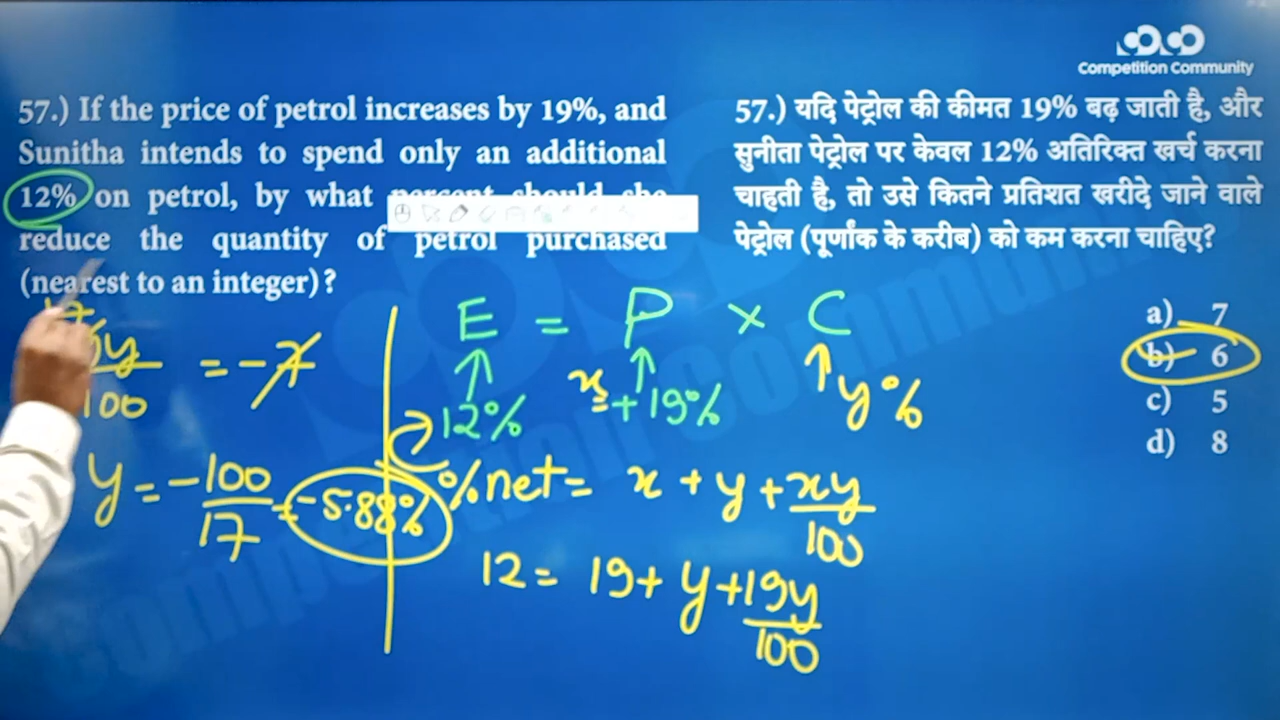 Competition Community
57.) If the price of petrol increases by 19%, and
Sunitha intends to spend only an additional
12% on petrol, by what percent should she
reduce the quantity of petrol purchased
(nearest to an integer)?
57.) यदि पेट्रोल की कीमत 19% बढ़ जाती है, और
सुनीता पेट्रोल पर केवल 12% अतिरिक्त खर्च करना
चाहती है, तो उसे कितने प्रतिशत खरीदे जाने वाले
पेट्रोल (पूर्णांक के करीब) को कम करना चाहिए?
a) 7
b) 6
c) 5
d) 8
E = P × C
12% x + 19% y%
% net = x + y + xy/100
12 = 19 + y + 19y/100
y/100 = -7
y = -100/17 = -5.88%